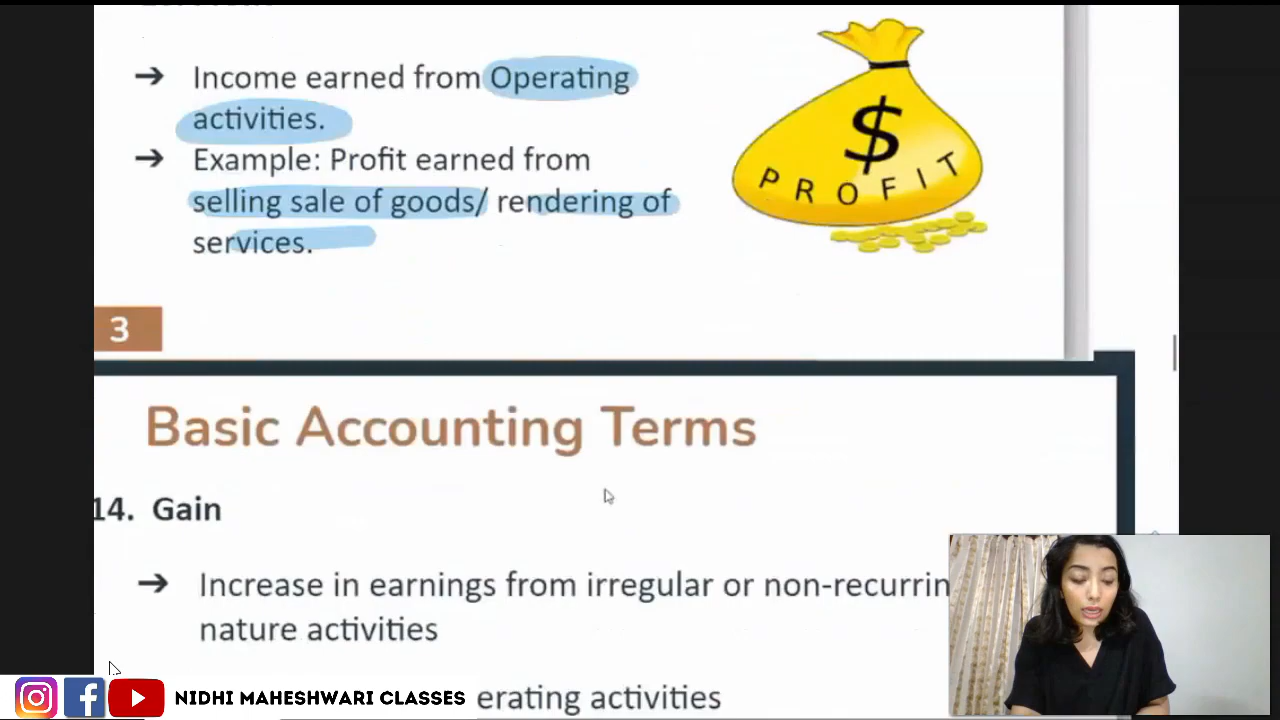 ➔ Income earned from Operating
activities.
➔ Example: Profit earned from
selling sale of goods/ rendering of
services.
$
PROFIT
3
Basic Accounting Terms
14. Gain
➔ Increase in earnings from irregular or non-recurrin
nature activities
erating activities
NIDHI MAHESHWARI CLASSES